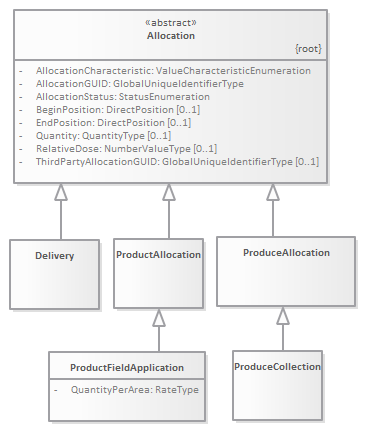 «abstract»
Allocation
{root}
- AllocationCharacteristic: ValueCharacteristicEnumeration
- AllocationGUID: GlobalUniqueIdentifierType
- AllocationStatus: StatusEnumeration
- BeginPosition: DirectPosition [0..1]
- EndPosition: DirectPosition [0..1]
- Quantity: QuantityType [0..1]
- RelativeDose: NumberValueType [0..1]
- ThirdPartyAllocationGUID: GlobalUniqueIdentifierType [0..1]
Delivery
ProductAllocation
ProduceAllocation
ProductFieldApplication
- QuantityPerArea: RateType
ProduceCollection